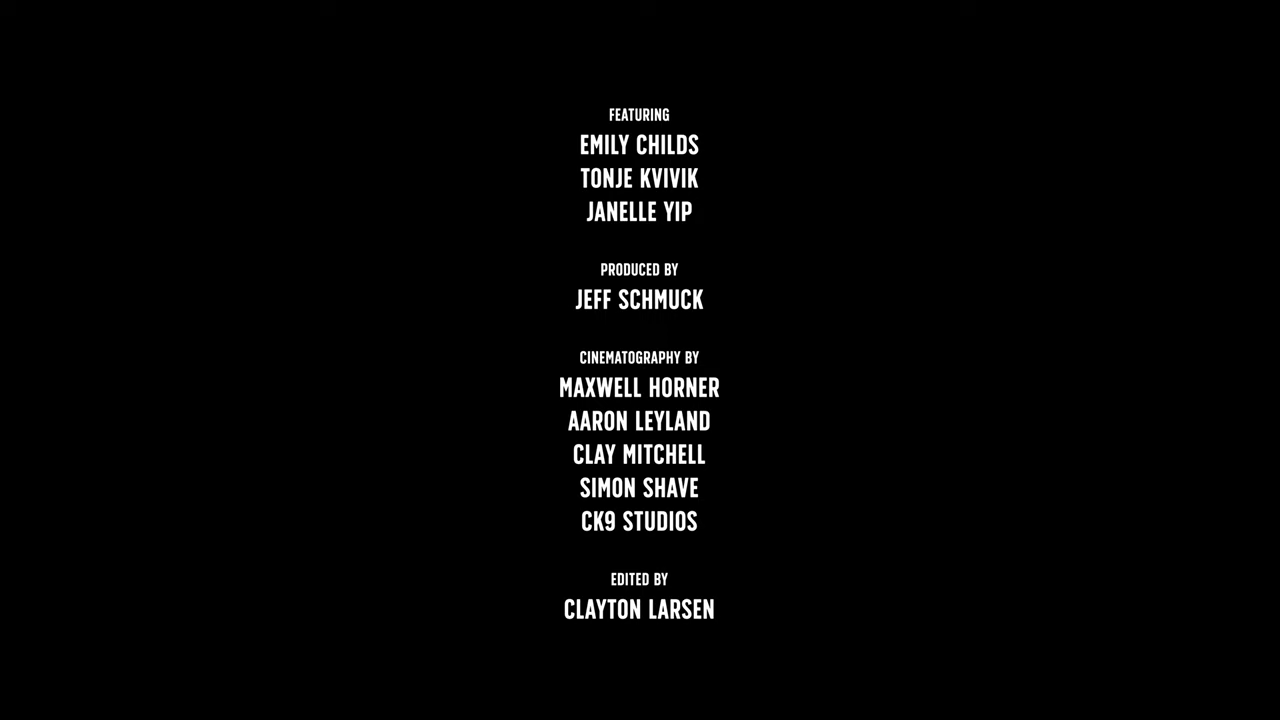 FEATURING
EMILY CHILDS
TONJE KVIVIK
JANELLE YIP
PRODUCED BY
JEFF SCHMUCK
CINEMATOGRAPHY BY
MAXWELL HORNER
AARON LEYLAND
CLAY MITCHELL
SIMON SHAVE
CK9 STUDIOS
EDITED BY
CLAYTON LARSEN